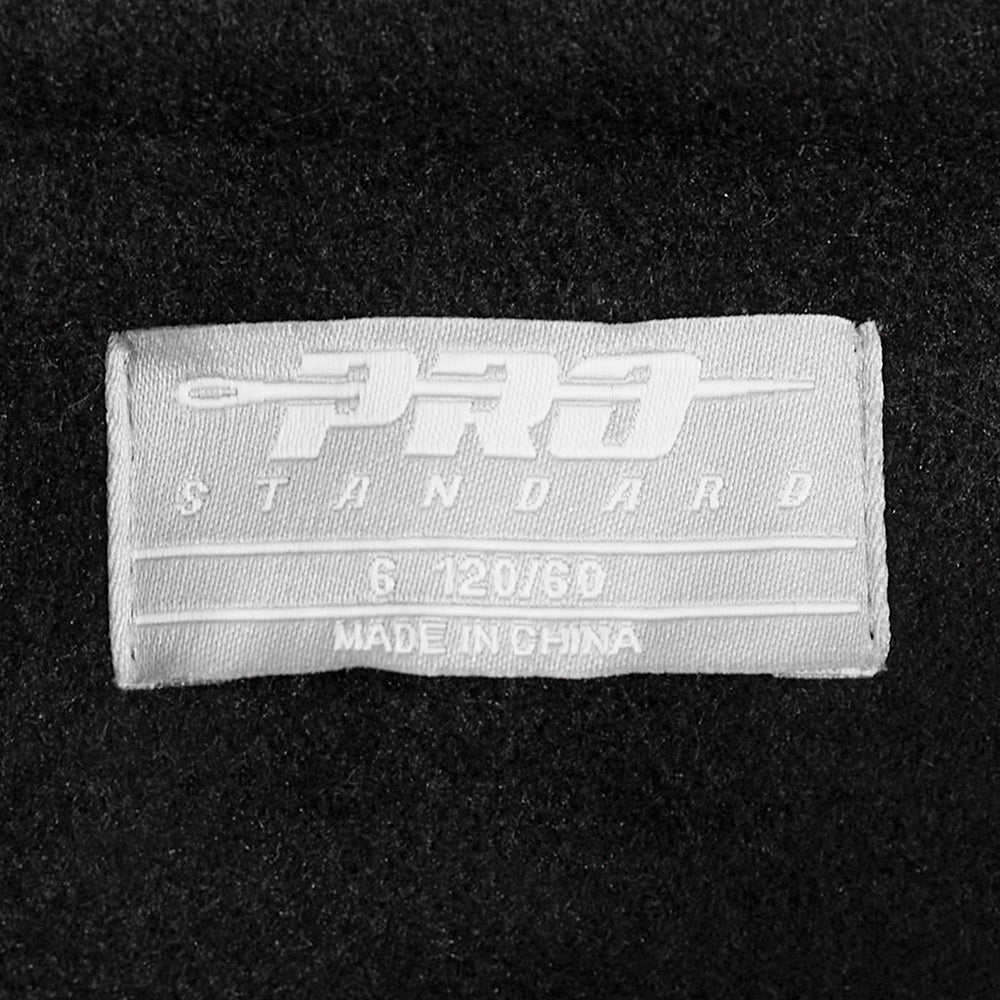 PRO
STANDARD
6 120/60
MADE IN CHINA